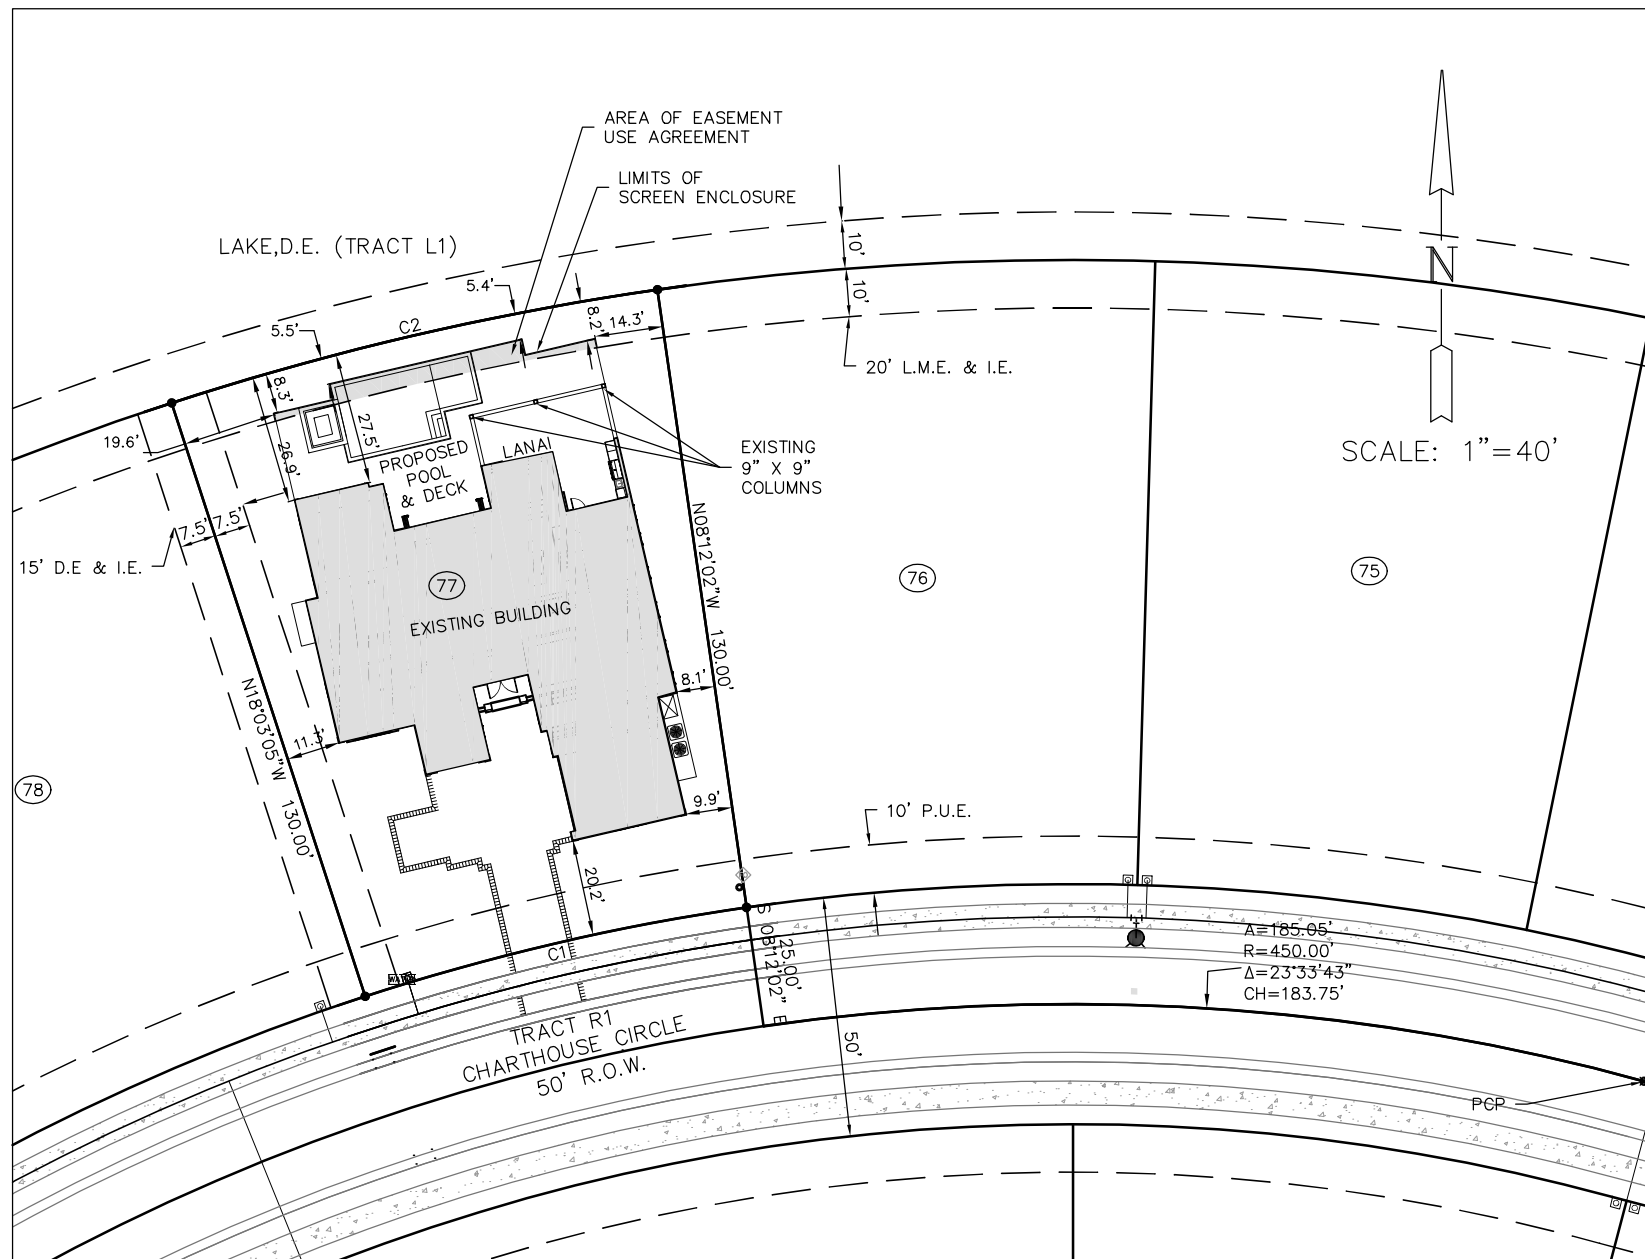 AREA OF EASEMENT
USE AGREEMENT
LIMITS OF
SCREEN ENCLOSURE
LAKE,D.E. (TRACT L1)
10'
10'
N
5.4'
8.2'
14.3'
C2
5.5'
20' L.M.E. & I.E.
8.3'
19.6'
27.5'
26.9'
PROPOSED
POOL
& DECK
LANAI
EXISTING
9" X 9"
COLUMNS
SCALE: 1"=40'
7.5'
7.5'
15' D.E & I.E.
N08°12'02"W 130.00'
77
EXISTING BUILDING
76
75
8.1'
N18°03'05"W 130.00'
11.3'
78
9.9'
10' P.U.E.
20.2'
C1
S 08°12'02" E
25.00'
A=185.05'
R=450.00'
Δ=23°33'43"
CH=183.75'
WATER
TRACT R1
CHARTHOUSE CIRCLE
50' R.O.W.
50'
PCP